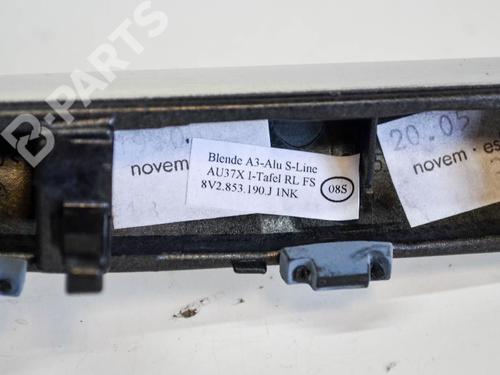 B-PARTS
novem
Blende A3-Alu S-Line
AU37X I-Tafel RL FS
8V2.853.190.J 1NK
08S
20.05
novem · es